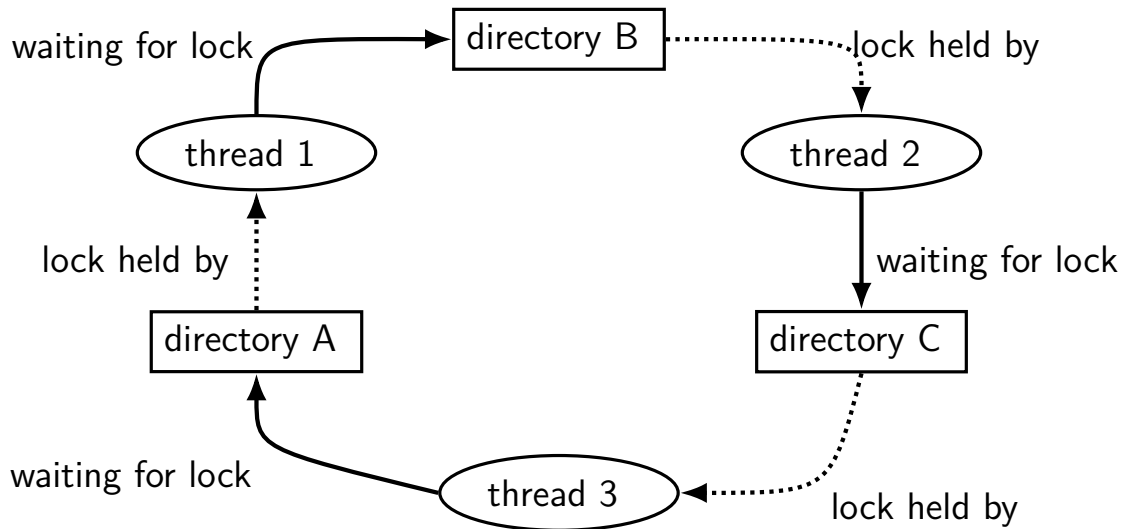 directory B
waiting for lock
lock held by
thread 1
thread 2
lock held by
waiting for lock
directory A
directory C
waiting for lock
thread 3
lock held by